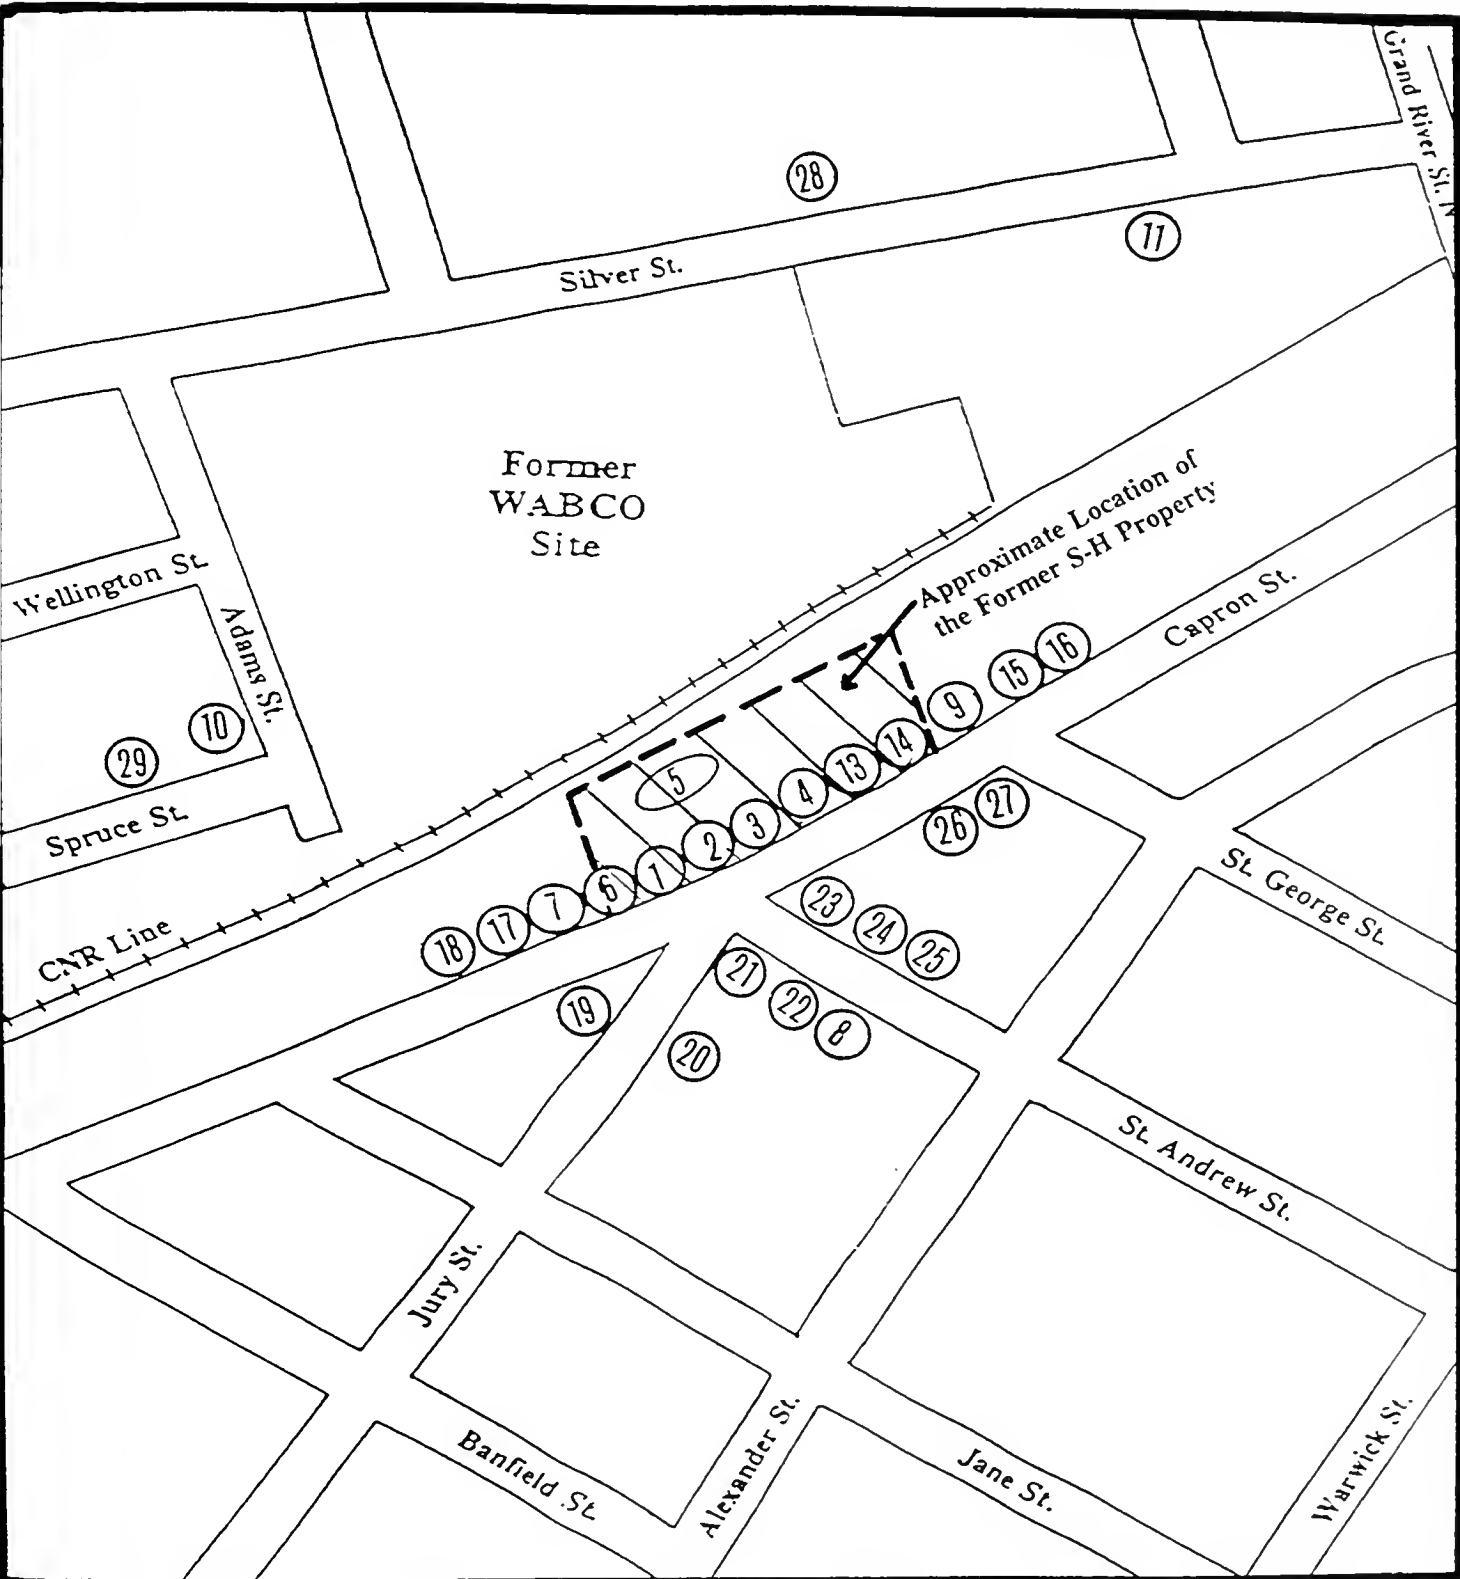 Grand River St. N
28
11
Silver St.
Former
WABCO
Site
Approximate Location of
the Former S-H Property
Wellington St.
Adams St.
Capron St.
10
29
Spruce St.
CNR Line
5
18
17
7
6
1
2
3
4
13
14
9
15
16
26
27
23
24
25
19
21
22
8
20
St. George St.
St. Andrew St.
Jury St.
Banfield St.
Alexander St.
Jane St.
Warwick St.